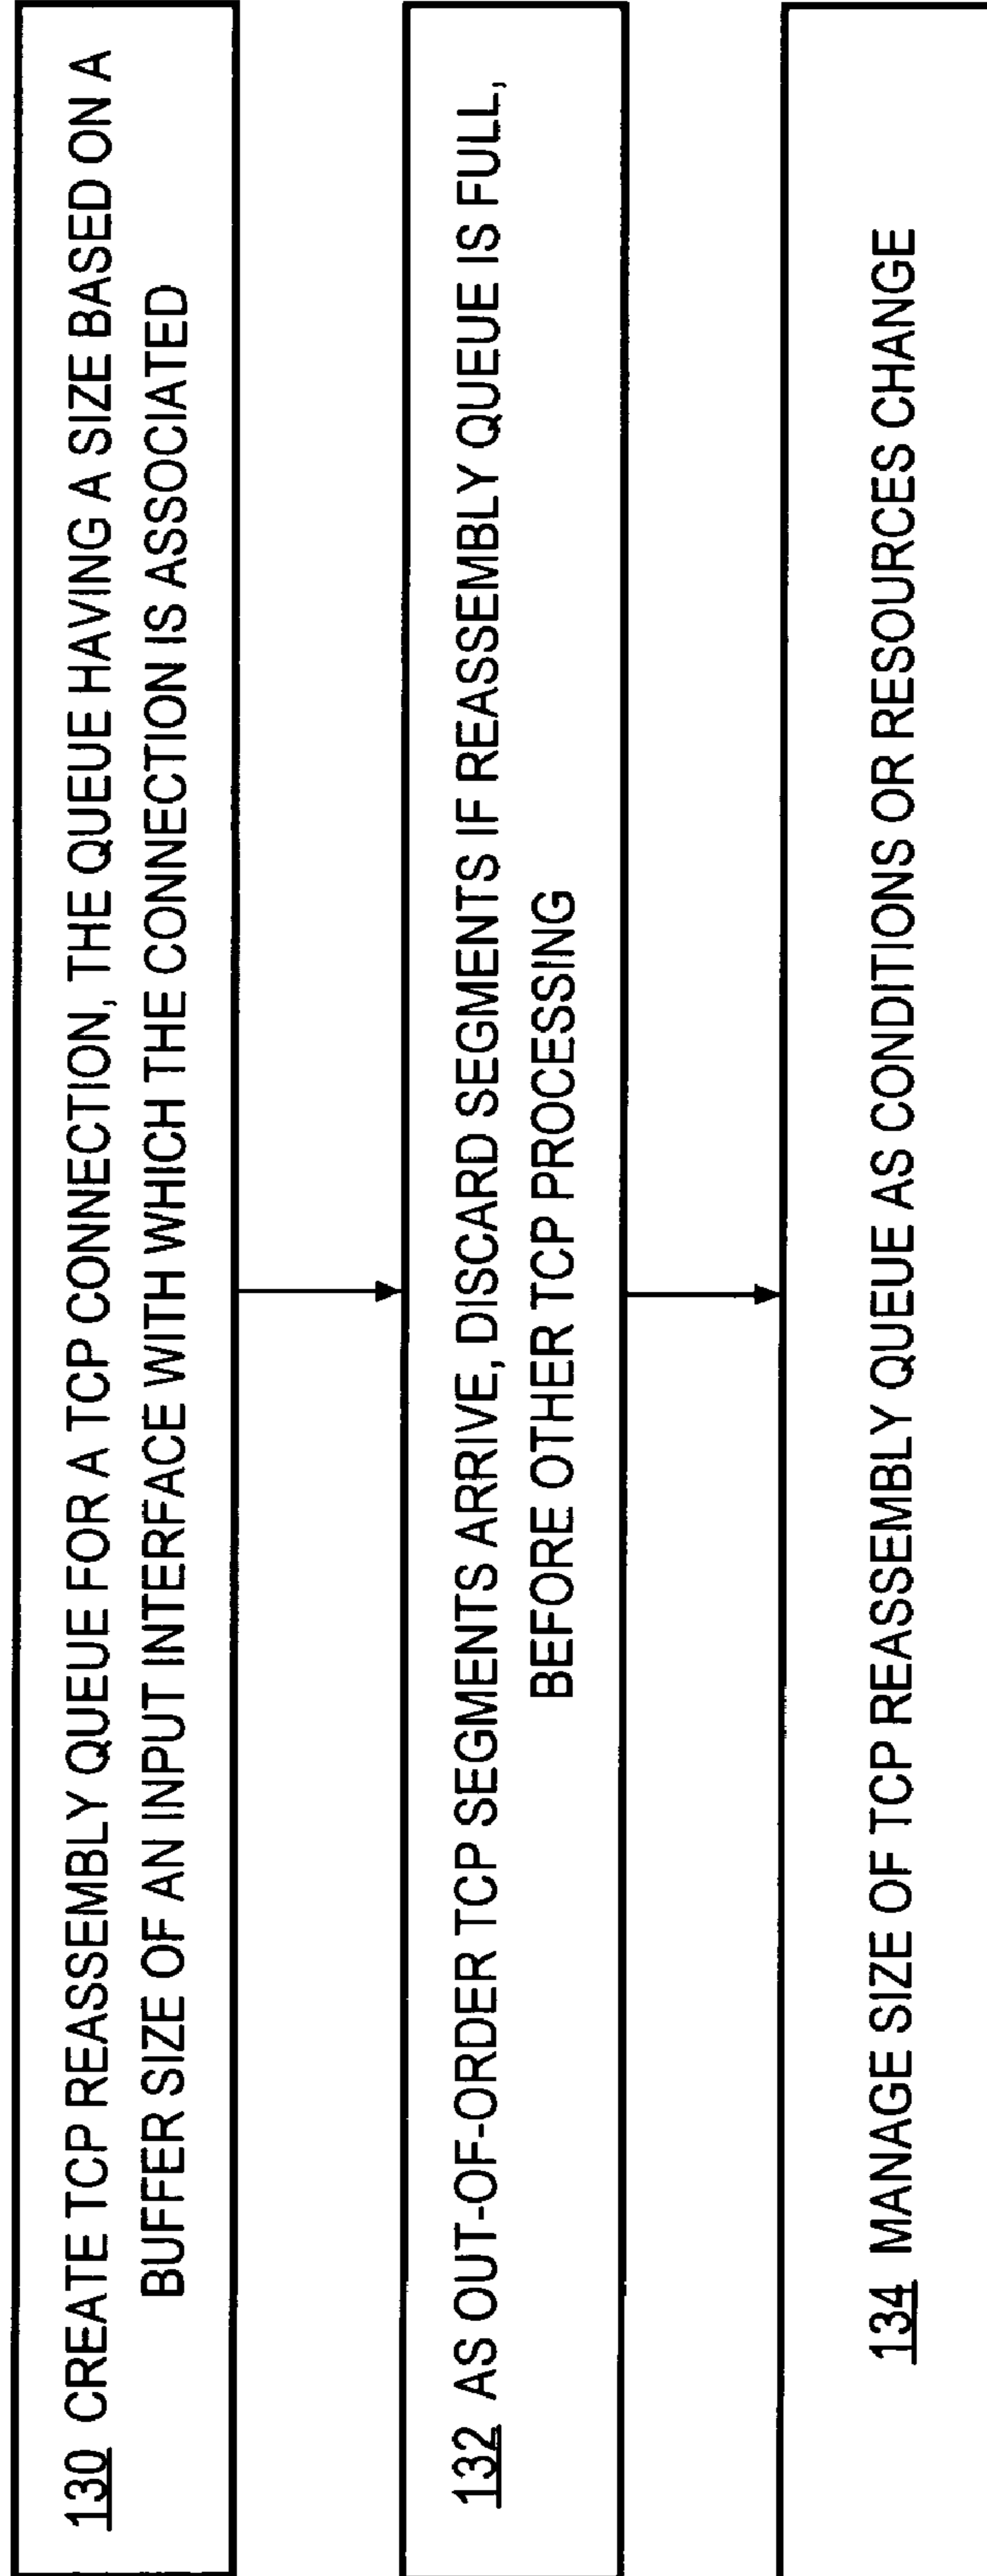 130 CREATE TCP REASSEMBLY QUEUE FOR A TCP CONNECTION, THE QUEUE HAVING A SIZE BASED ON A
BUFFER SIZE OF AN INPUT INTERFACE WITH WHICH THE CONNECTION IS ASSOCIATED
132 AS OUT-OF-ORDER TCP SEGMENTS ARRIVE, DISCARD SEGMENTS IF REASSEMBLY QUEUE IS FULL,
BEFORE OTHER TCP PROCESSING
134 MANAGE SIZE OF TCP REASSEMBLY QUEUE AS CONDITIONS OR RESOURCES CHANGE